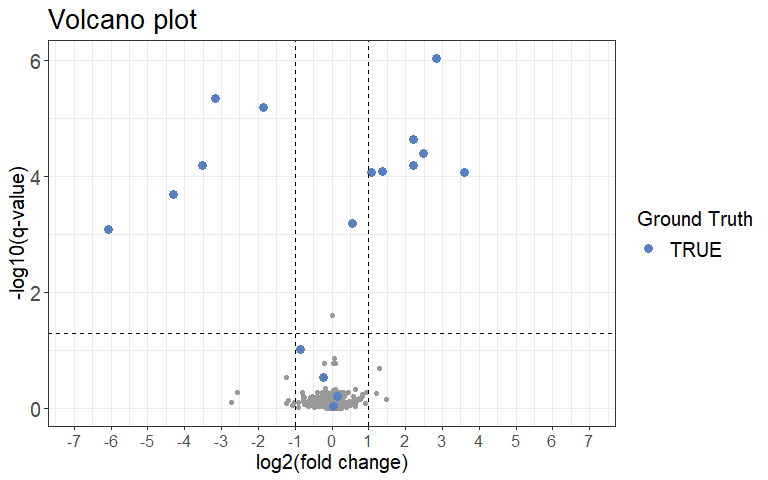 Volcano plot
6
4
2
0
-log10(q-value)
-7 -6 -5 -4 -3 -2 -1 0 1 2 3 4 5 6 7
log2(fold change)
Ground Truth
TRUE